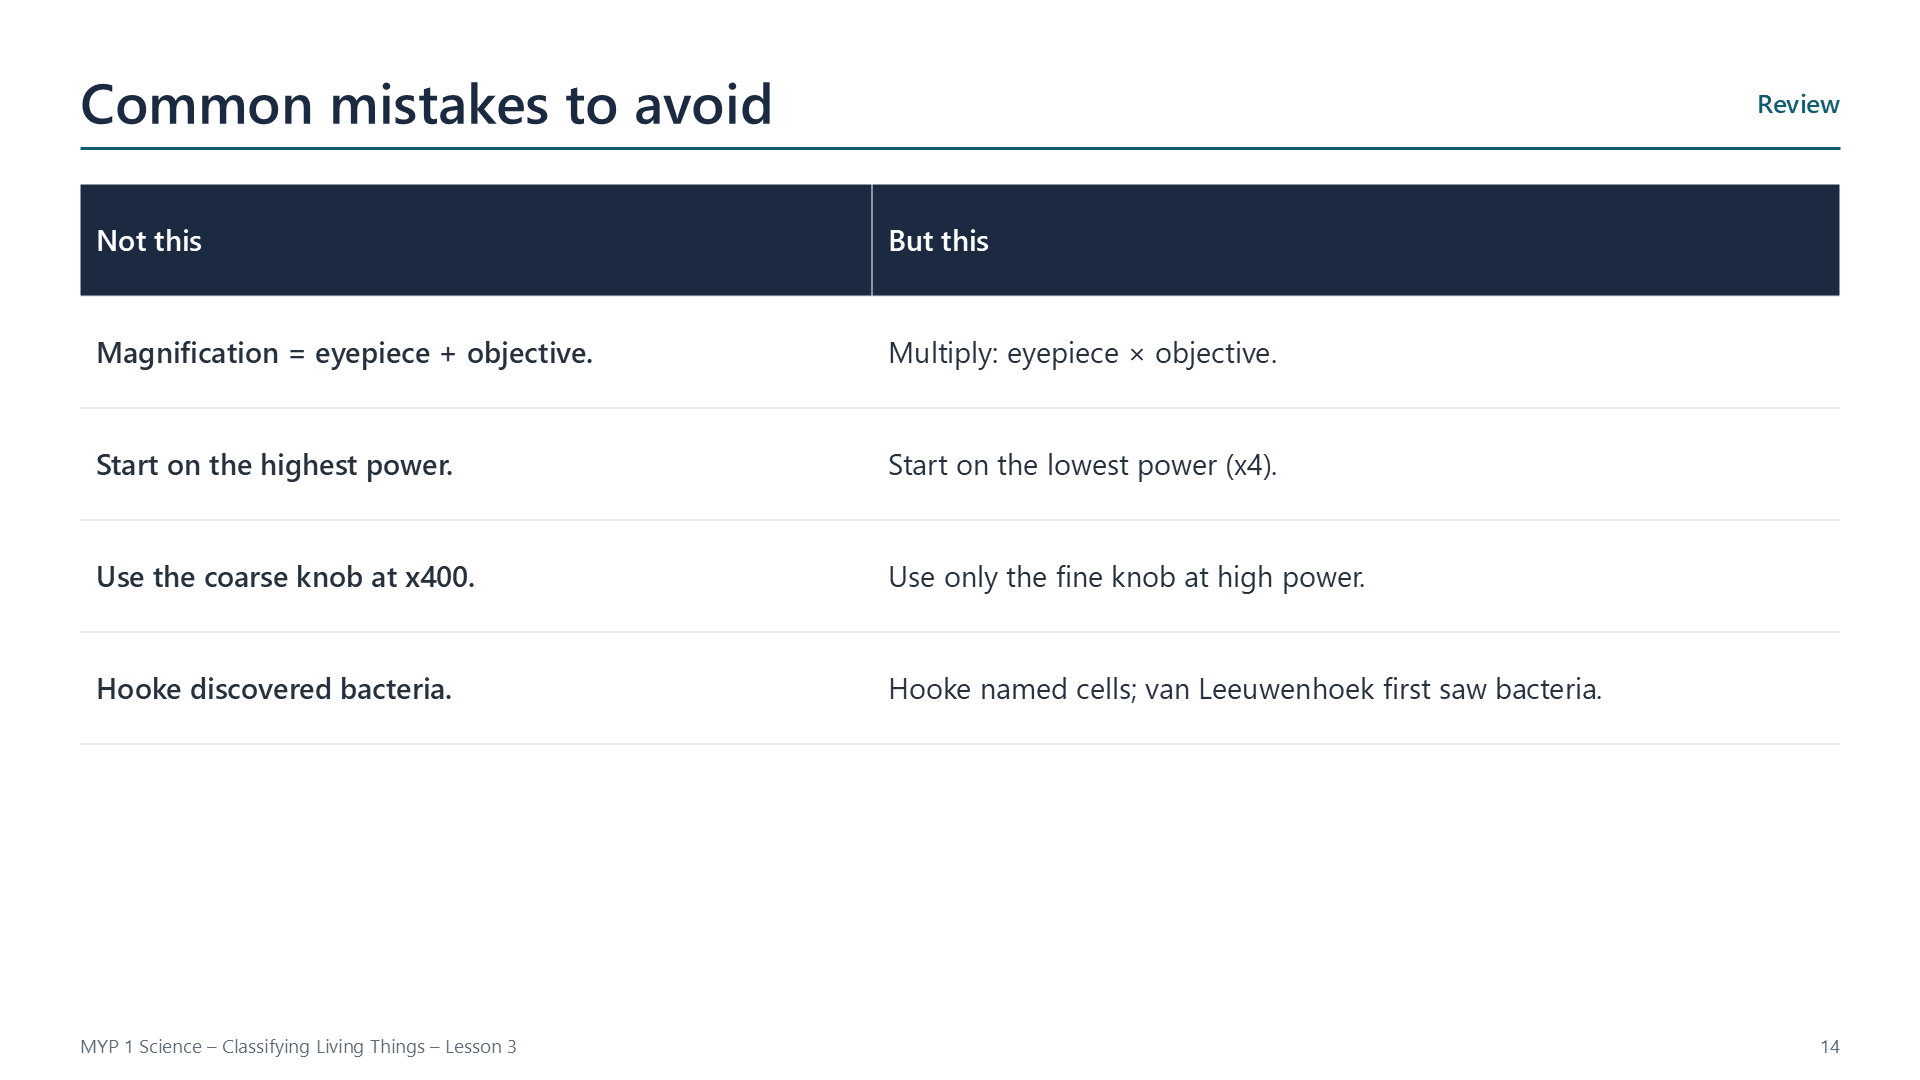 Common mistakes to avoid
Review
Not this
But this
Magnification = eyepiece + objective.
Multiply: eyepiece × objective.
Start on the highest power.
Start on the lowest power (x4).
Use the coarse knob at x400.
Use only the fine knob at high power.
Hooke discovered bacteria.
Hooke named cells; van Leeuwenhoek first saw bacteria.
MYP 1 Science – Classifying Living Things – Lesson 3
14